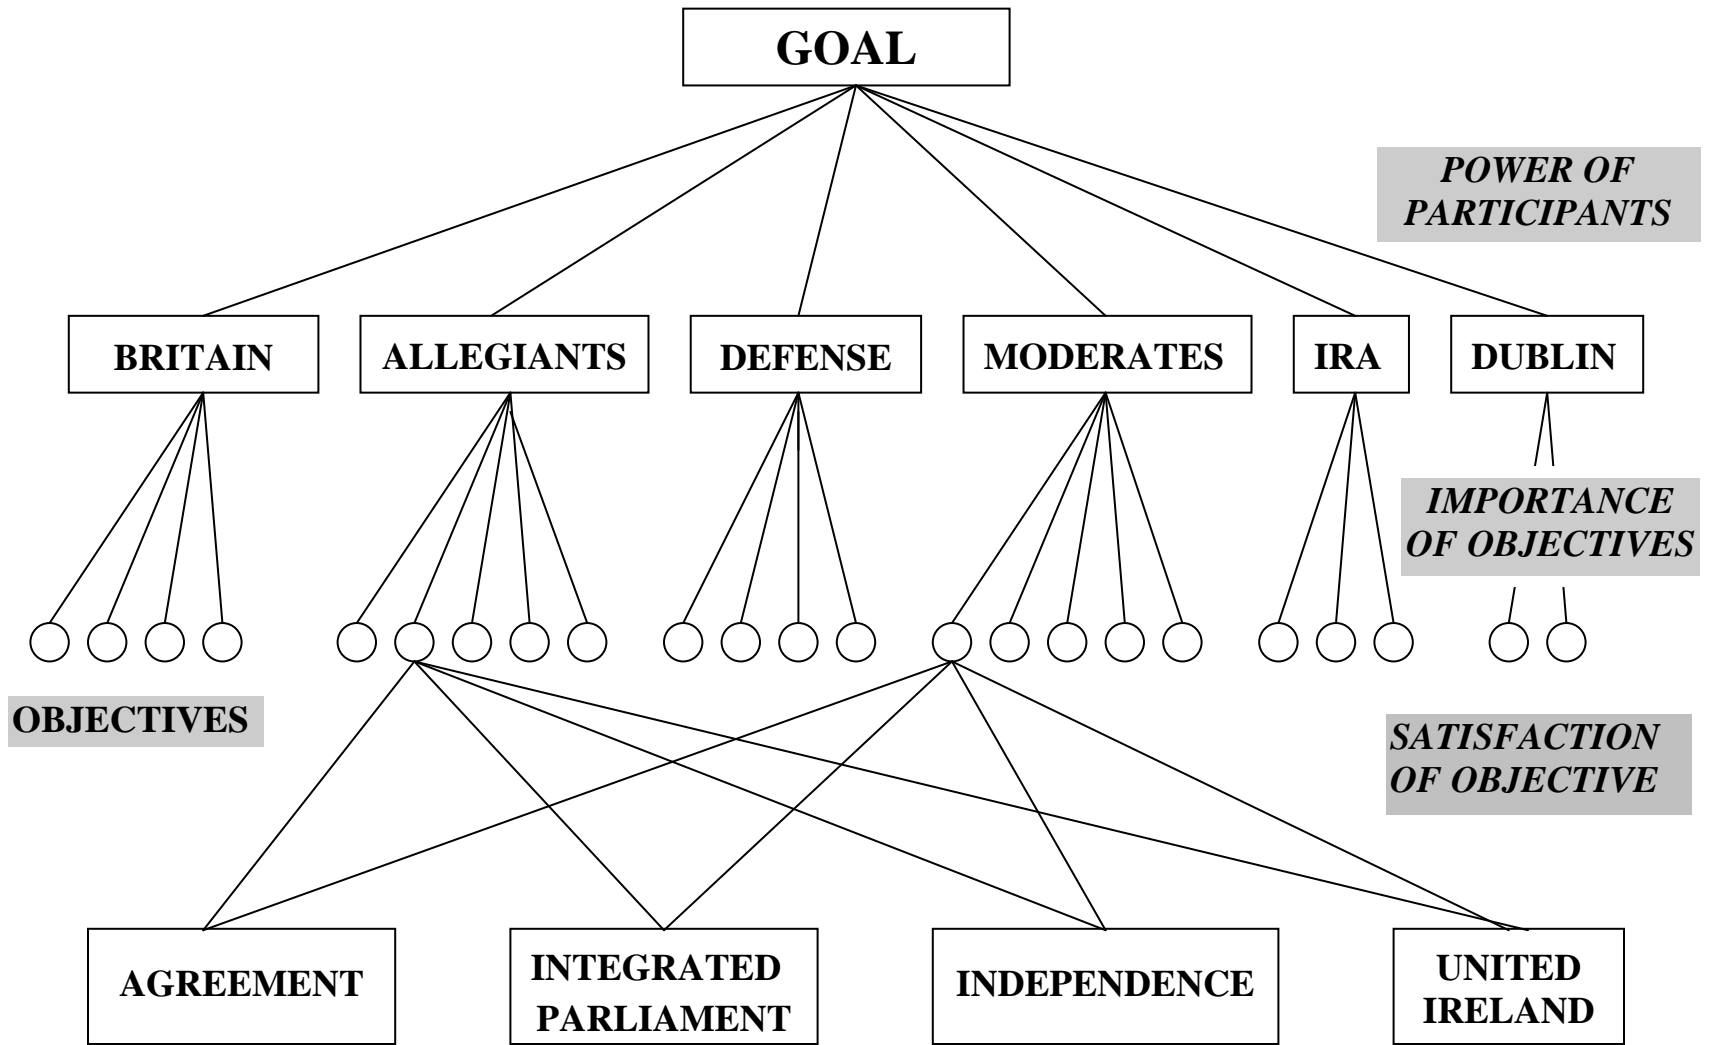 GOAL
POWER OF
PARTICIPANTS
BRITAIN
ALLEGIANTS
DEFENSE
MODERATES
IRA
DUBLIN
IMPORTANCE
OF OBJECTIVES
OBJECTIVES
SATISFACTION
OF OBJECTIVE
AGREEMENT
INTEGRATED
PARLIAMENT
INDEPENDENCE
UNITED
IRELAND